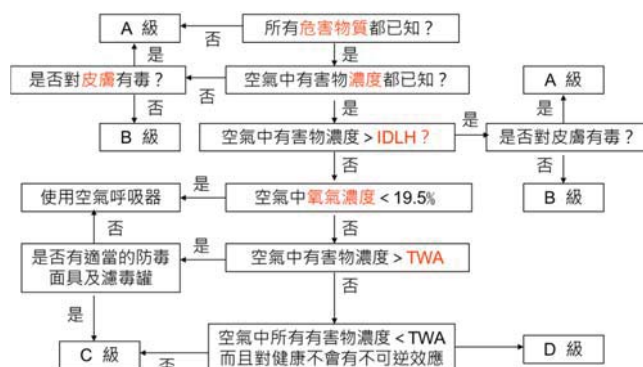 A 級
否
所有危害物質都已知？
是
是
是否對皮膚有毒？
否
空氣中有害物濃度都已知？
A 級
否
是
是
B 級
空氣中有害物濃度 > IDLH？
是
是否對皮膚有毒？
否
否
使用空氣呼吸器
是
空氣中氧氣濃度 < 19.5%
B 級
否
否
是否有適當的防毒
面具及濾毒罐
是
空氣中有害物濃度 > TWA
否
是
空氣中所有有害物濃度 < TWA
而且對健康不會有不可逆效應
C 級
否
D 級